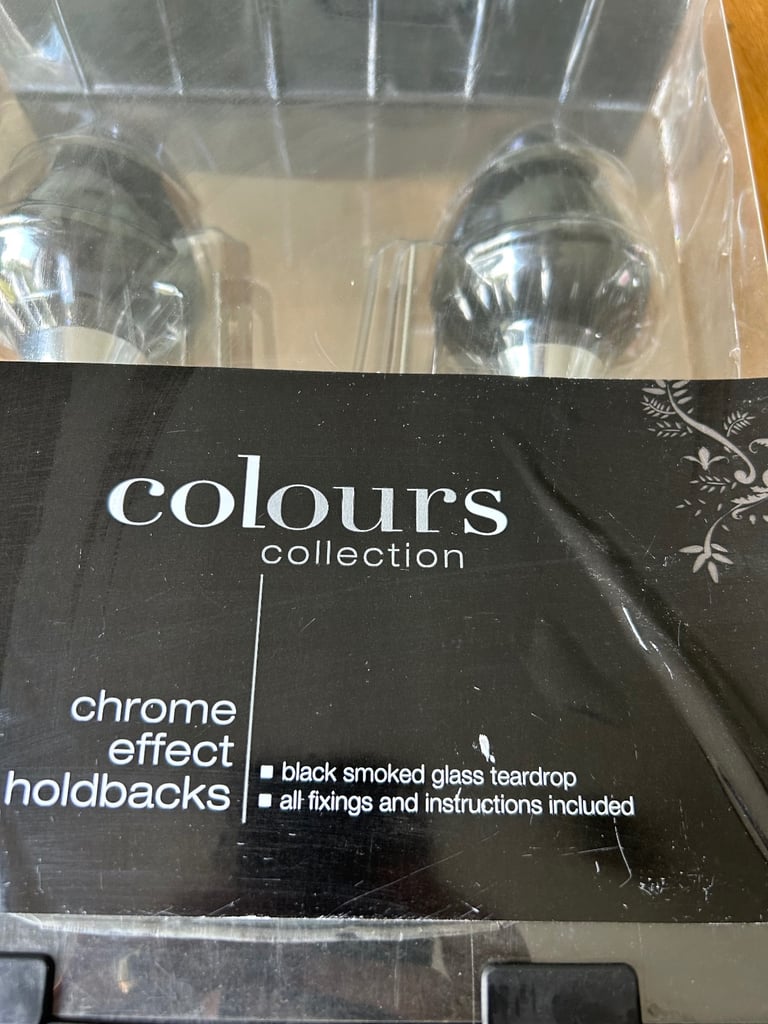 colours
collection
chrome
effect
holdbacks
▪ black smoked glass teardrop
▪ all fixings and instructions included